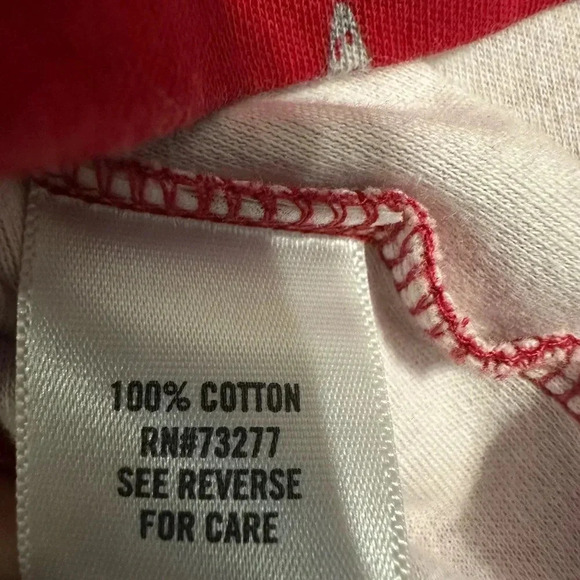 100% COTTON
RN#73277
SEE REVERSE
FOR CARE